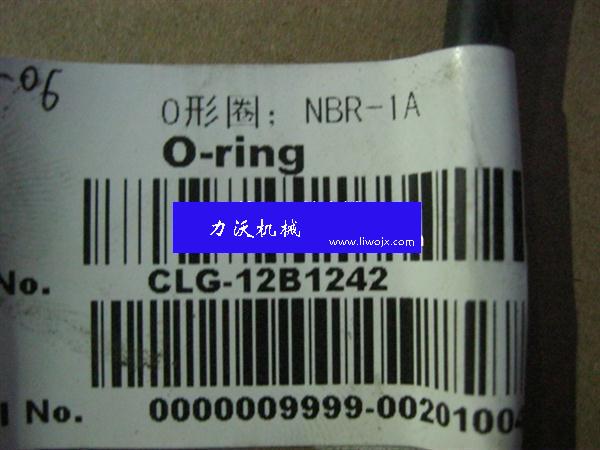 06-
O形圈：NBR-1A
O-ring
力沃机械
www.liwojx.com
No.
CLG-12B1242
l No.
0000009999-00201004